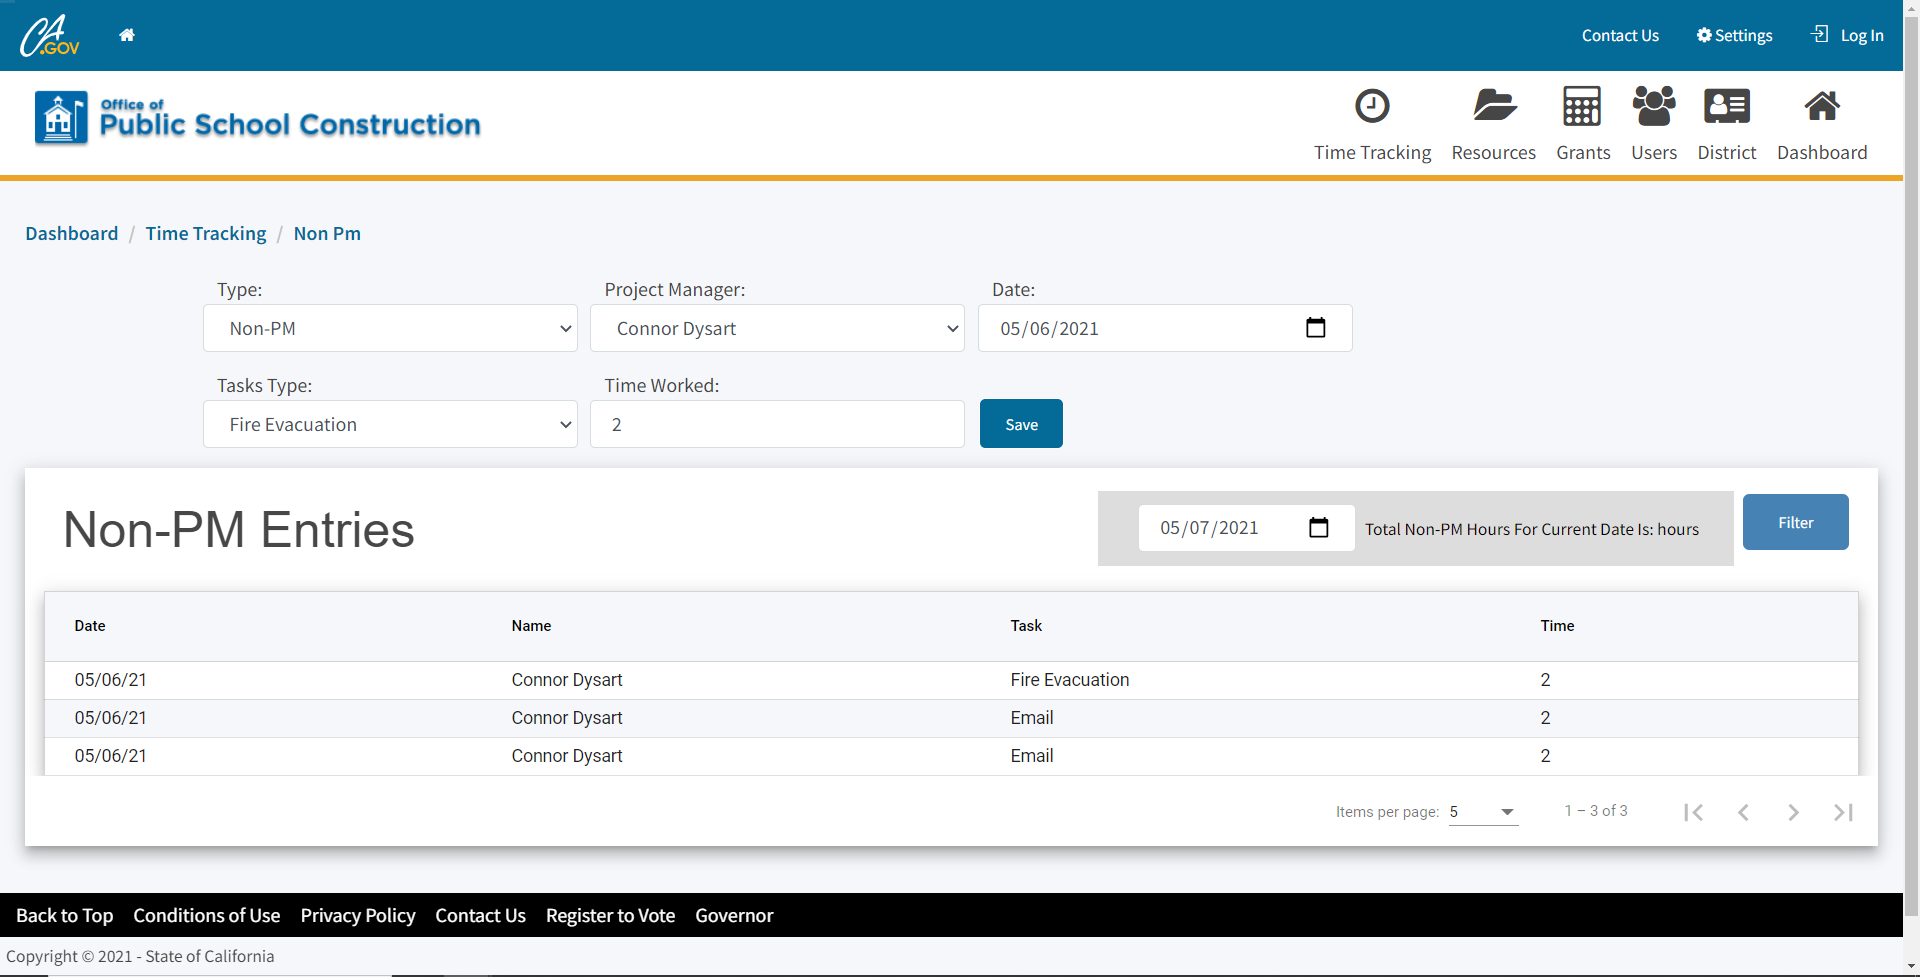 CA.GOV
Contact Us Settings Log In
Office of
Public School Construction
Time Tracking Resources Grants Users District Dashboard
Dashboard / Time Tracking / Non Pm
Type: Project Manager: Date:
Non-PM Connor Dysart 05/06/2021
Tasks Type: Time Worked:
Fire Evacuation 2 Save
Non-PM Entries 05/07/2021 Total Non-PM Hours For Current Date Is: hours Filter
Date Name Task Time
05/06/21 Connor Dysart Fire Evacuation 2
05/06/21 Connor Dysart Email 2
05/06/21 Connor Dysart Email 2
Items per page: 5 1 – 3 of 3
Back to Top Conditions of Use Privacy Policy Contact Us Register to Vote Governor
Copyright © 2021 - State of California